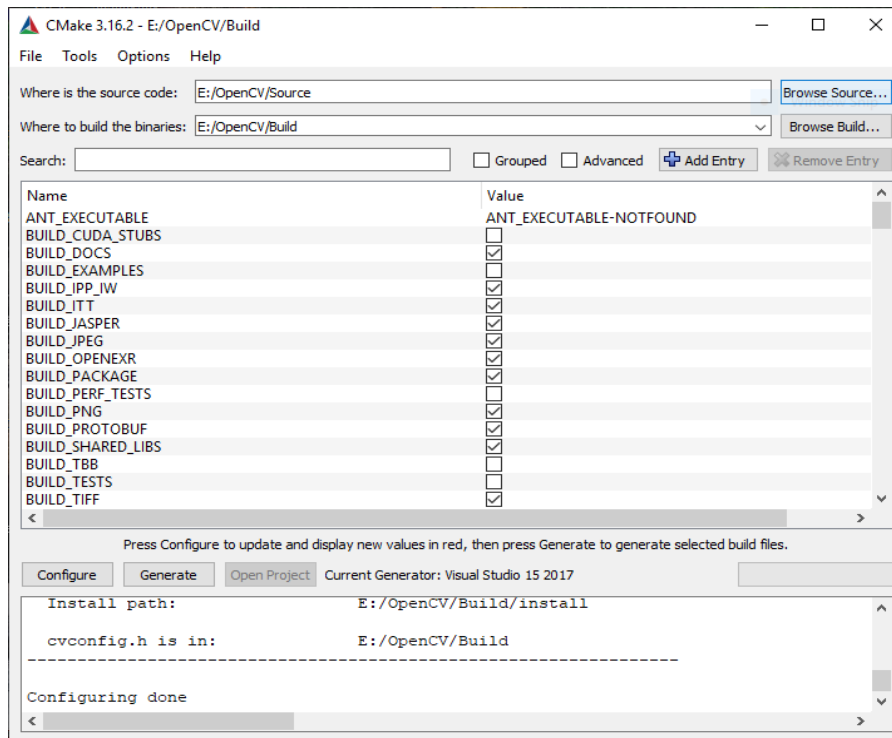 CMake 3.16.2 - E:/OpenCV/Build
File Tools Options Help
Where is the source code: E:/OpenCV/Source Browse Source...
Where to build the binaries: E:/OpenCV/Build Browse Build...
Search: Grouped Advanced Add Entry Remove Entry
Name Value
ANT_EXECUTABLE ANT_EXECUTABLE-NOTFOUND
BUILD_CUDA_STUBS
BUILD_DOCS
BUILD_EXAMPLES
BUILD_IPP_IW
BUILD_ITT
BUILD_JASPER
BUILD_JPEG
BUILD_OPENEXR
BUILD_PACKAGE
BUILD_PERF_TESTS
BUILD_PNG
BUILD_PROTOBUF
BUILD_SHARED_LIBS
BUILD_TBB
BUILD_TESTS
BUILD_TIFF
Press Configure to update and display new values in red, then press Generate to generate selected build files.
Configure Generate Open Project Current Generator: Visual Studio 15 2017
Install path: E:/OpenCV/Build/install
cvconfig.h is in: E:/OpenCV/Build
-----------------------------------------------------------------
Configuring done